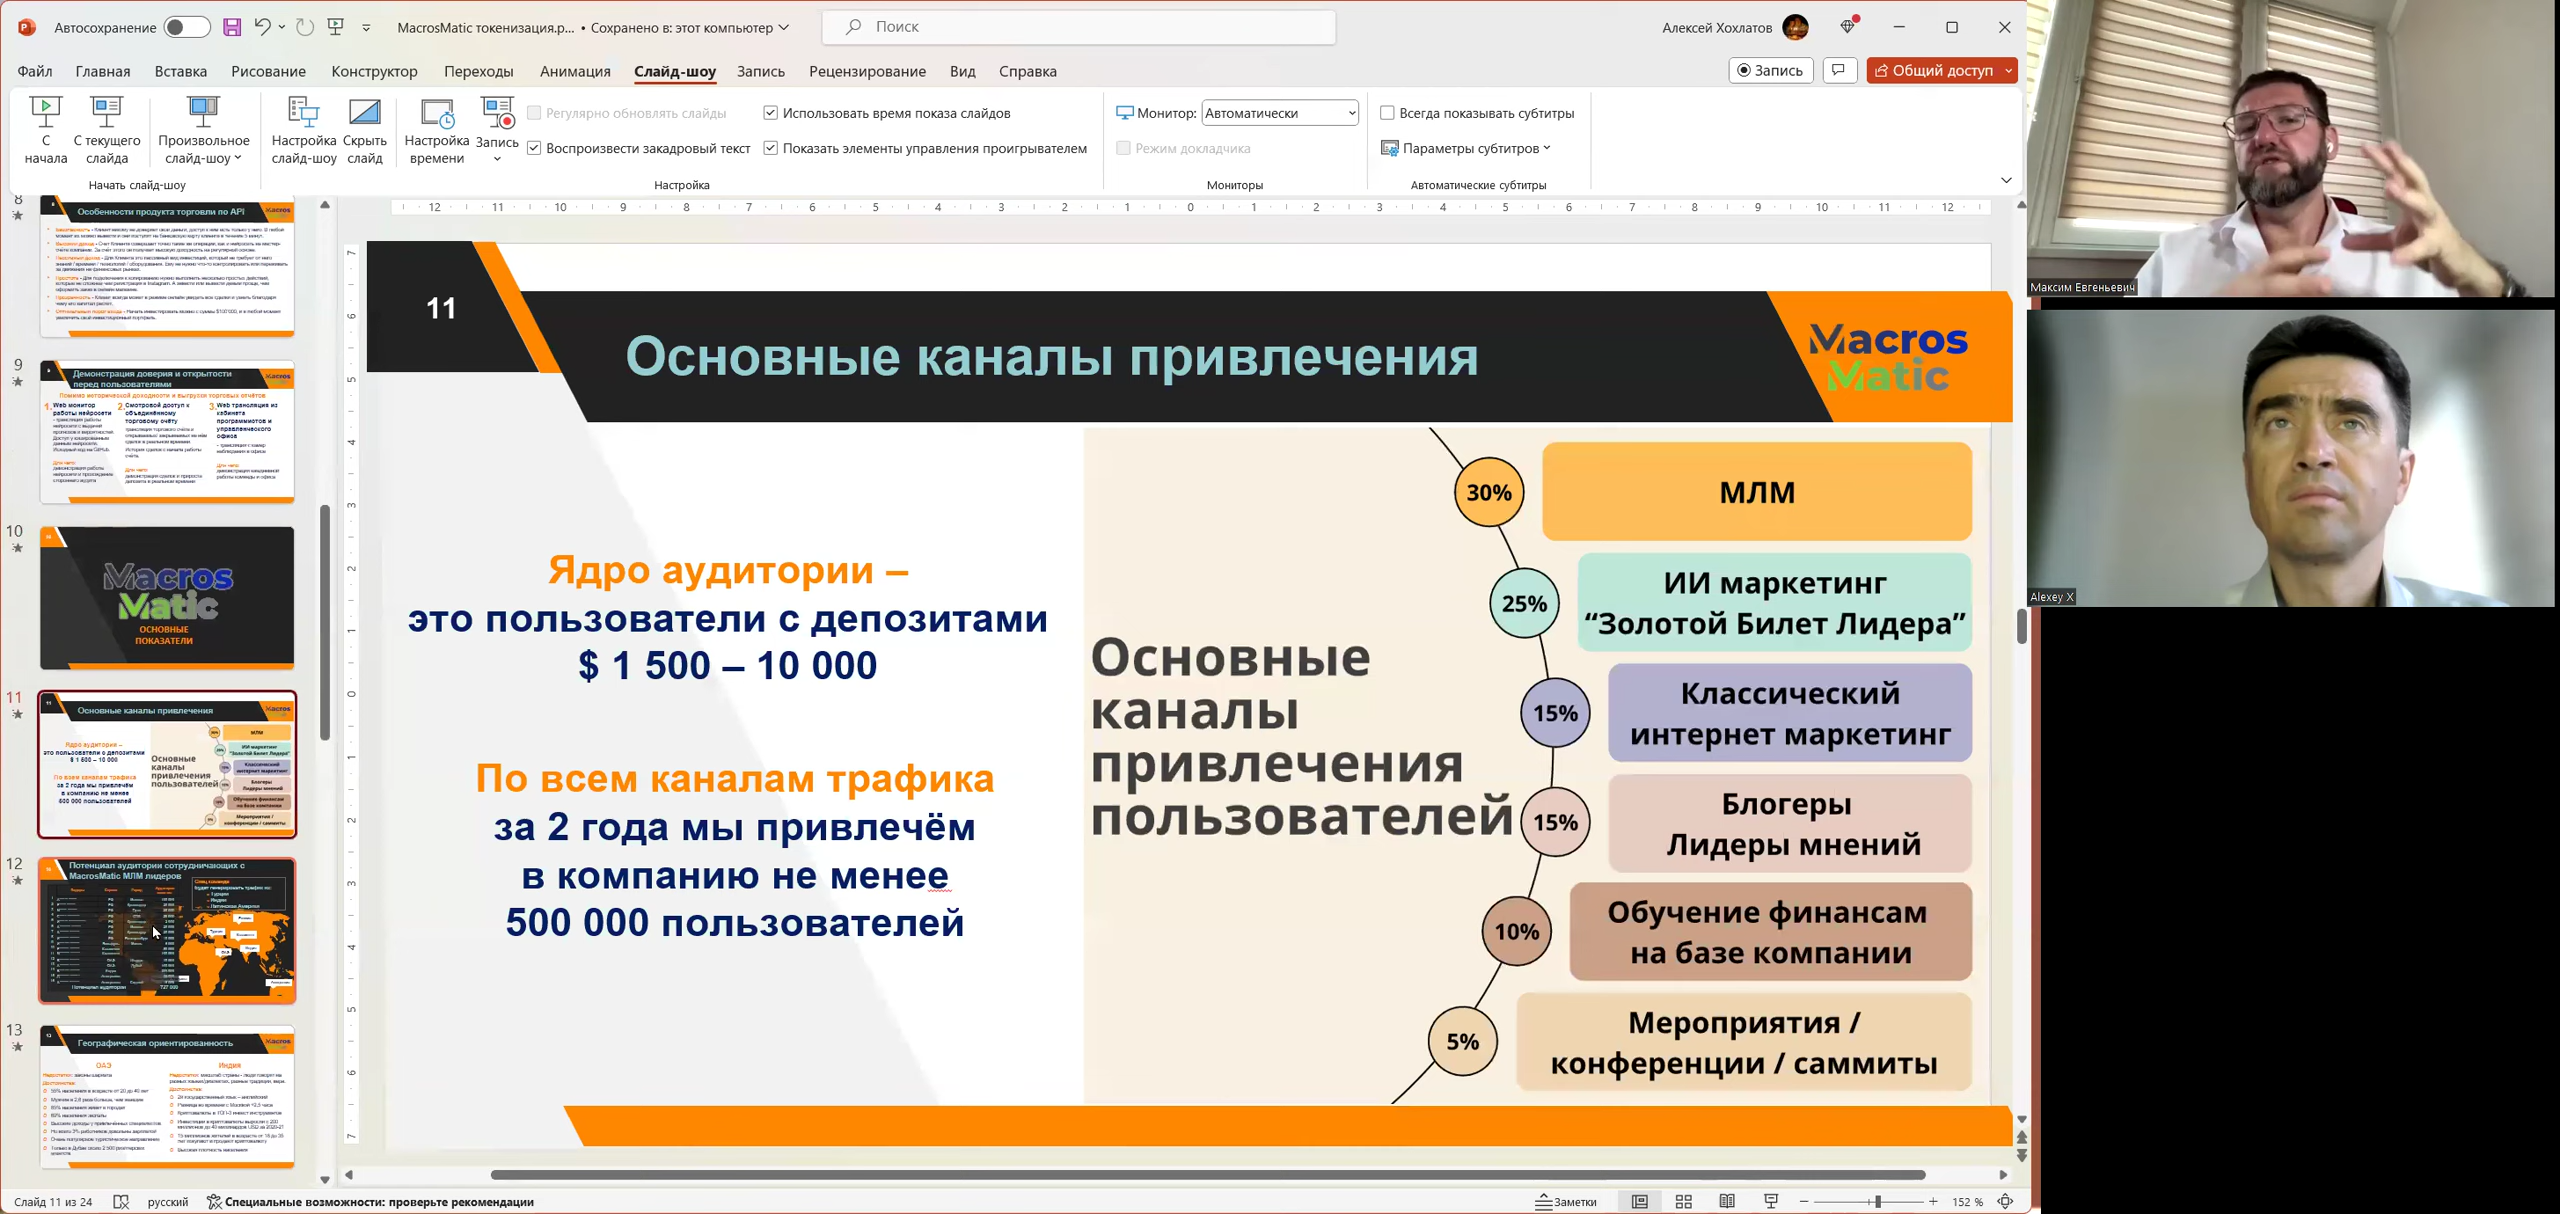 Автосохранение
MacrosMatic токенизация.p... • Сохранено в: этот компьютер
Поиск
Алексей Хохлатов
Файл
Главная
Вставка
Рисование
Конструктор
Переходы
Анимация
Слайд-шоу
Запись
Рецензирование
Вид
Справка
Запись
Общий доступ
С начала
С текущего слайда
Произвольное слайд-шоу
Начать слайд-шоу
Настройка слайд-шоу
Скрыть слайд
Настройка времени
Запись
Регулярно обновлять слайды
Воспроизвести закадровый текст
Использовать время показа слайдов
Показать элементы управления проигрывателем
Настройка
Монитор:
Автоматически
Режим докладчика
Мониторы
Всегда показывать субтитры
Параметры субтитров
Автоматические субтитры
8
Особенности продукта торговли по API
9
Демонстрация доверия и открытости
перед пользователями
10
Macros
Matic
ОСНОВНЫЕ
ПОКАЗАТЕЛИ
11
Основные каналы привлечения
12
Потенциал аудитории сотрудничающих с
MacrosMatic МЛМ лидеров
13
Географическая ориентированность
ОАЭ
Индия
11
Основные каналы привлечения
Macros
Matic
Ядро аудитории –
это пользователи с депозитами
$ 1 500 – 10 000
По всем каналам трафика
за 2 года мы привлечём
в компанию не менее
500 000 пользователей
Основные
каналы
привлечения
пользователей
30%
МЛМ
25%
ИИ маркетинг
“Золотой Билет Лидера”
15%
Классический
интернет маркетинг
15%
Блогеры
Лидеры мнений
10%
Обучение финансам
на базе компании
5%
Мероприятия /
конференции / саммиты
Максим Евгеньевич
Alexey X
Слайд 11 из 24
русский
Специальные возможности: проверьте рекомендации
Заметки
152 %